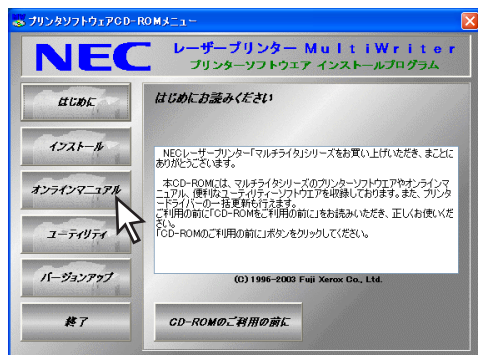 プリンタソフトウェアCD-ROMメニュー
NEC
レーザープリンター MultiWriter
プリンターソフトウエア インストールプログラム
はじめに
インストール
オンラインマニュアル
ユーティリティ
バージョンアップ
終了
はじめにお読みください
NECレーザープリンター「マルチライタ」シリーズをお買い上げいただき、まことに
ありがとうございます。
本CD-ROMには、マルチライタシリーズのプリンターソフトウエアやオンラインマ
ニュアル、便利なユーティリティーソフトウエアを収録しております。また、プリンタ
ードライバーの一括更新も行えます。
ご利用の前に「CD-ROMをご利用の前に」をお読みいただき、正しくお使いくだ
さい。
「CD-ROMのご利用の前に」ボタンをクリックしてください。
(C) 1996-2003 Fuji Xerox Co., Ltd.
CD-ROMのご利用の前に